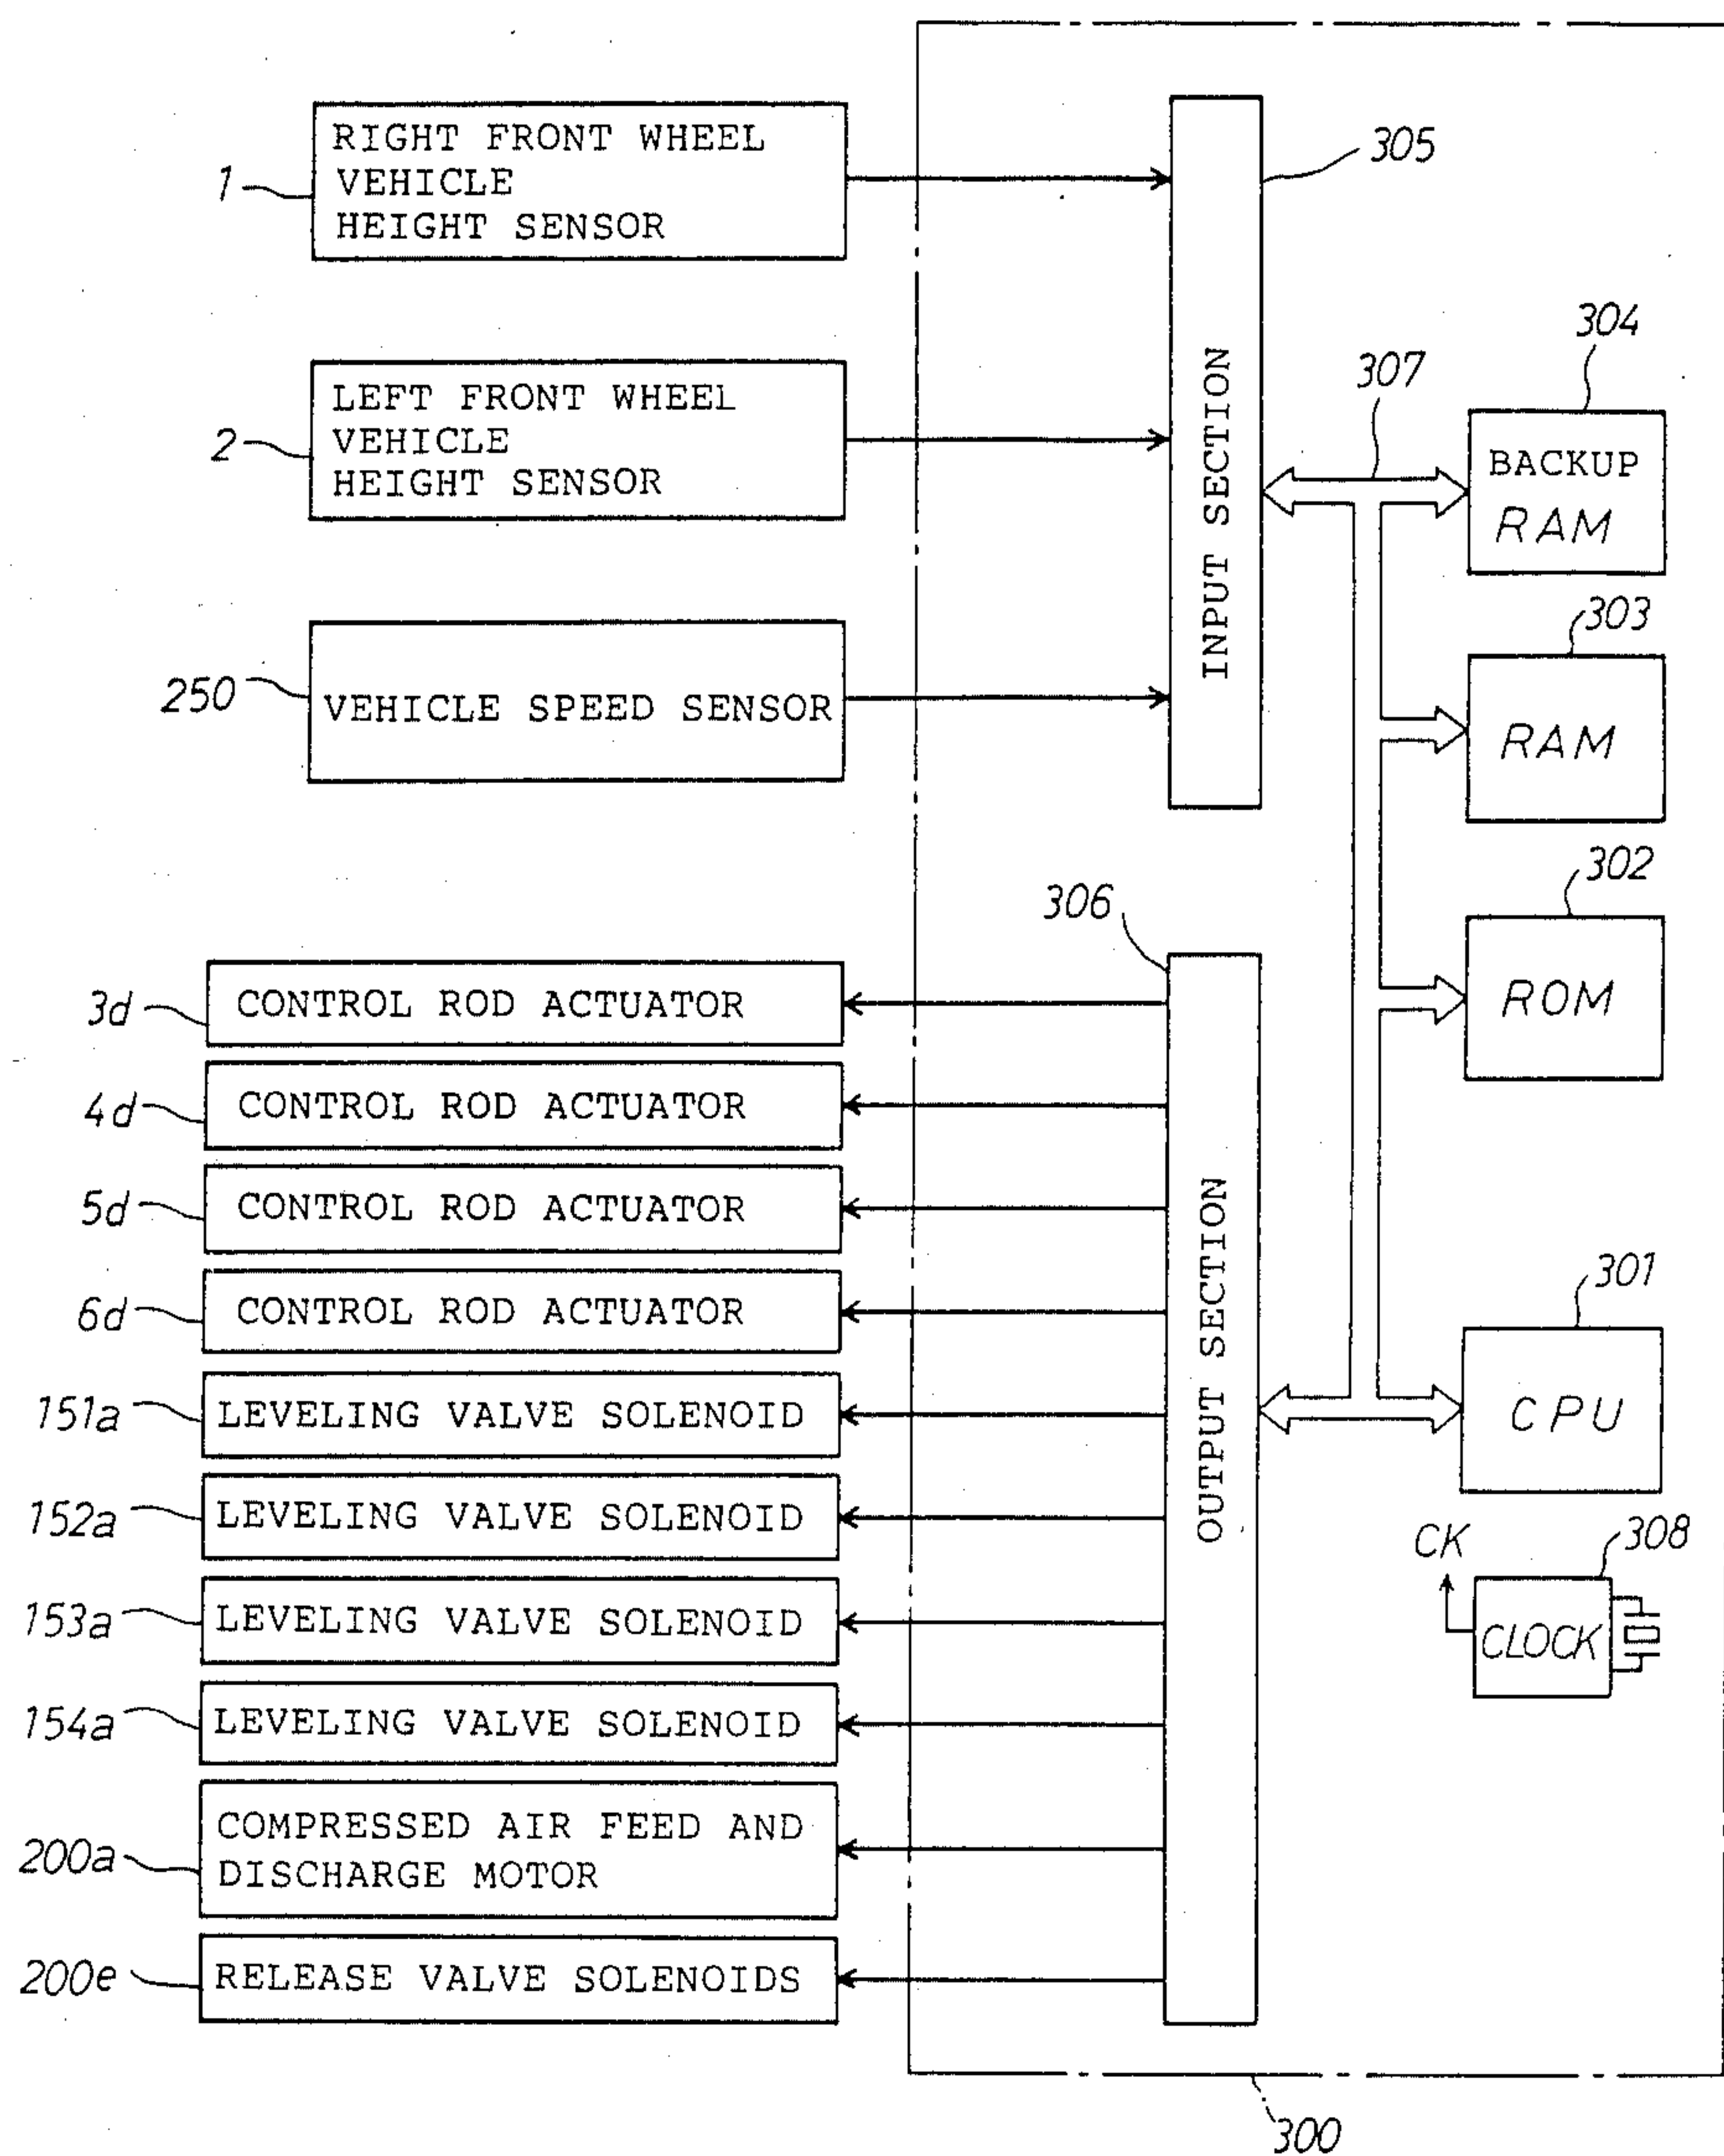 RIGHT FRONT WHEEL
VEHICLE
HEIGHT SENSOR
1
305
LEFT FRONT WHEEL
VEHICLE
HEIGHT SENSOR
2
INPUT SECTION
304
307
BACKUP
RAM
303
RAM
250
VEHICLE SPEED SENSOR
302
ROM
306
3d
CONTROL ROD ACTUATOR
4d
CONTROL ROD ACTUATOR
5d
CONTROL ROD ACTUATOR
6d
CONTROL ROD ACTUATOR
OUTPUT SECTION
301
CPU
151a
LEVELING VALVE SOLENOID
152a
LEVELING VALVE SOLENOID
CK
308
CLOCK
153a
LEVELING VALVE SOLENOID
154a
LEVELING VALVE SOLENOID
200a
COMPRESSED AIR FEED AND
DISCHARGE MOTOR
200e
RELEASE VALVE SOLENOIDS
300